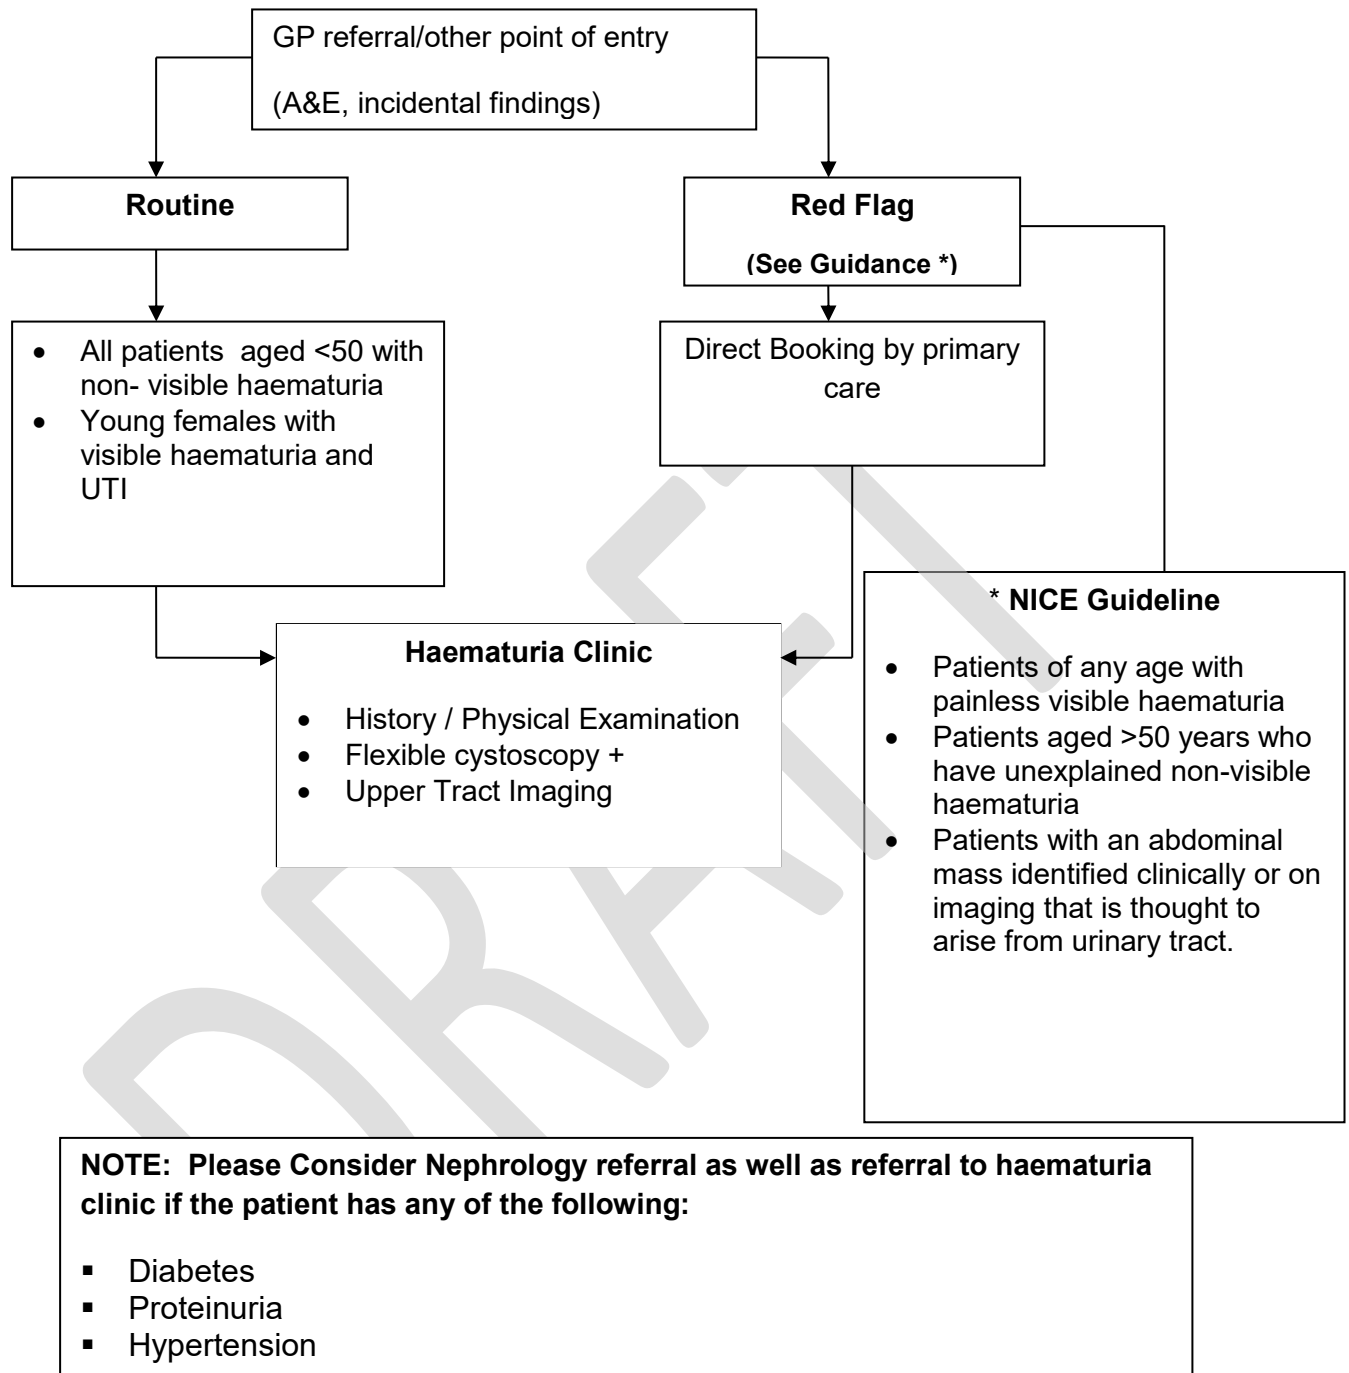 GP referral/other point of entry
(A&E, incidental findings)
Routine
Red Flag
(See Guidance *)
• All patients aged <50 with
non- visible haematuria
• Young females with
visible haematuria and
UTI
Direct Booking by primary
care
Haematuria Clinic
• History / Physical Examination
• Flexible cystoscopy +
• Upper Tract Imaging
* NICE Guideline
• Patients of any age with
painless visible haematuria
• Patients aged >50 years who
have unexplained non-visible
haematuria
• Patients with an abdominal
mass identified clinically or on
imaging that is thought to
arise from urinary tract.
DRAFT
NOTE: Please Consider Nephrology referral as well as referral to haematuria
clinic if the patient has any of the following:
▪ Diabetes
▪ Proteinuria
▪ Hypertension